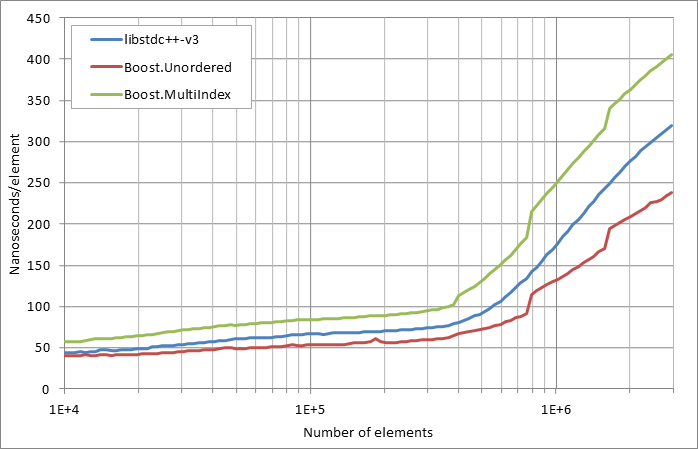 450
400
350
300
250
200
150
100
50
0
Nanoseconds/element
libstdc++-v3
Boost.Unordered
Boost.MultiIndex
1E+4
1E+5
1E+6
Number of elements